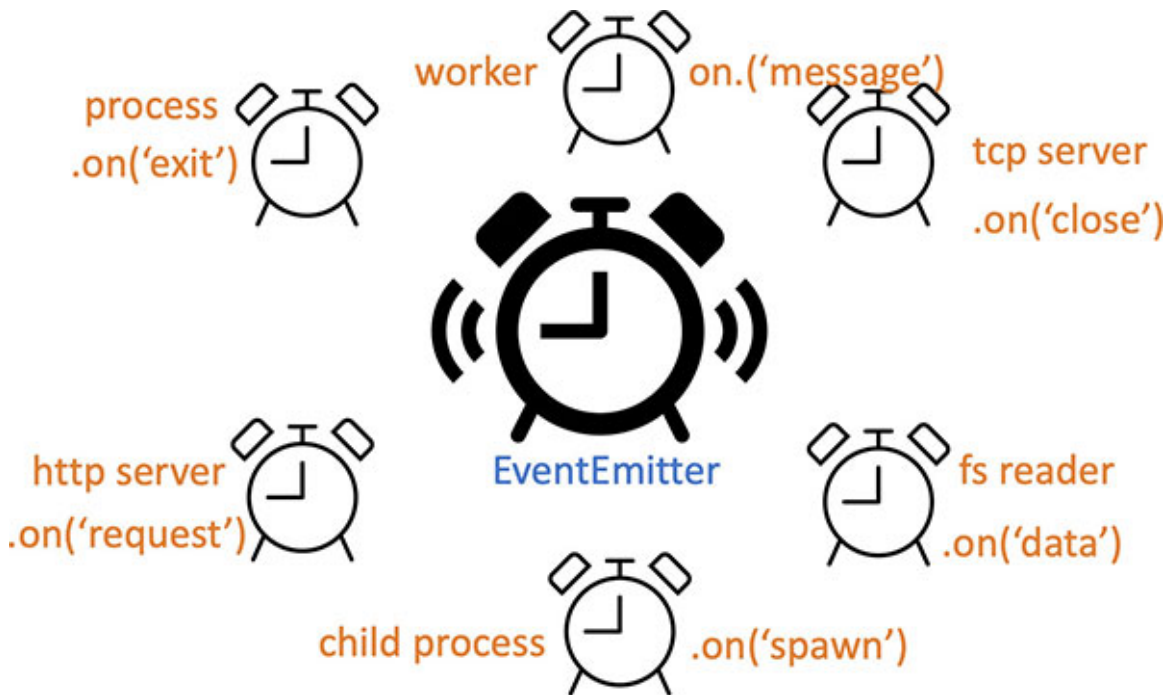 worker on.(‘message’)
process
.on(‘exit’)
tcp server
.on(‘close’)
EventEmitter
http server
.on(‘request’)
fs reader
.on(‘data’)
child process .on(‘spawn’)